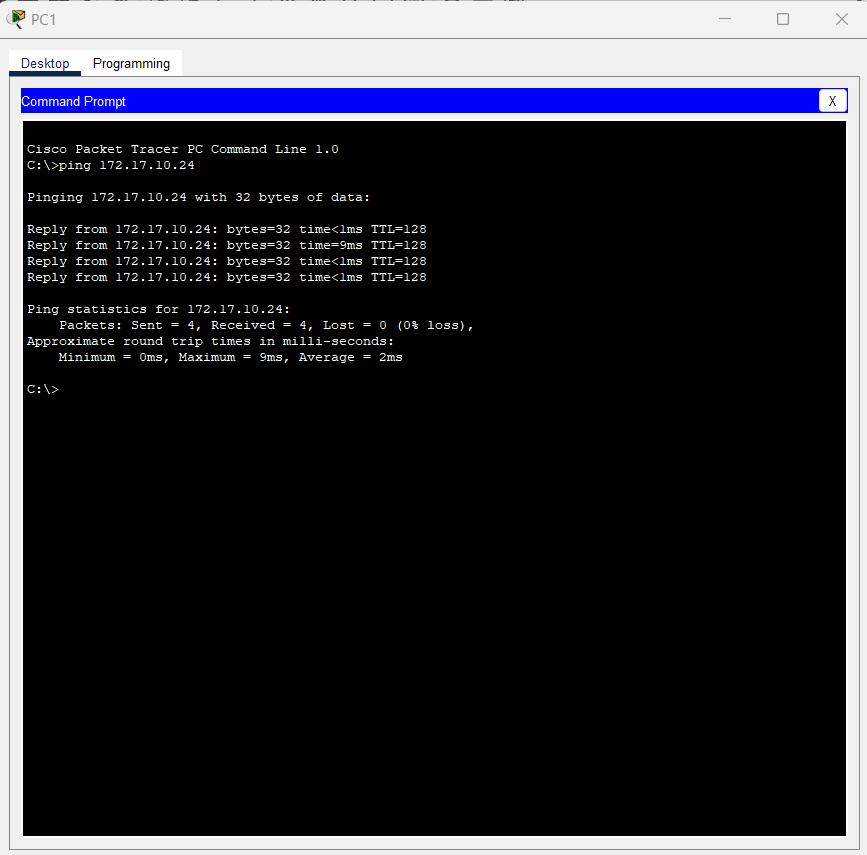 PC1
Desktop Programming
Command Prompt X
Cisco Packet Tracer PC Command Line 1.0
C:\>ping 172.17.10.24
Pinging 172.17.10.24 with 32 bytes of data:
Reply from 172.17.10.24: bytes=32 time<1ms TTL=128
Reply from 172.17.10.24: bytes=32 time=9ms TTL=128
Reply from 172.17.10.24: bytes=32 time<1ms TTL=128
Reply from 172.17.10.24: bytes=32 time<1ms TTL=128
Ping statistics for 172.17.10.24:
Packets: Sent = 4, Received = 4, Lost = 0 (0% loss),
Approximate round trip times in milli-seconds:
Minimum = 0ms, Maximum = 9ms, Average = 2ms
C:\>